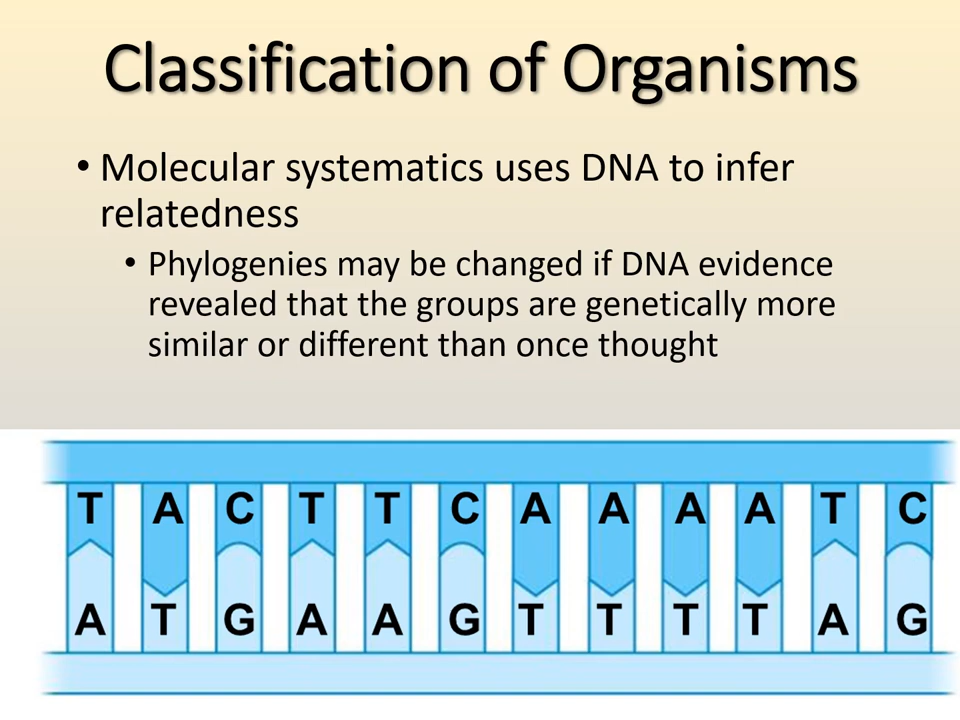 Classification of Organisms
• Molecular systematics uses DNA to infer
relatedness
• Phylogenies may be changed if DNA evidence
revealed that the groups are genetically more
similar or different than once thought
T A C T T C A A A A T C
A T G A A G T T T T A G